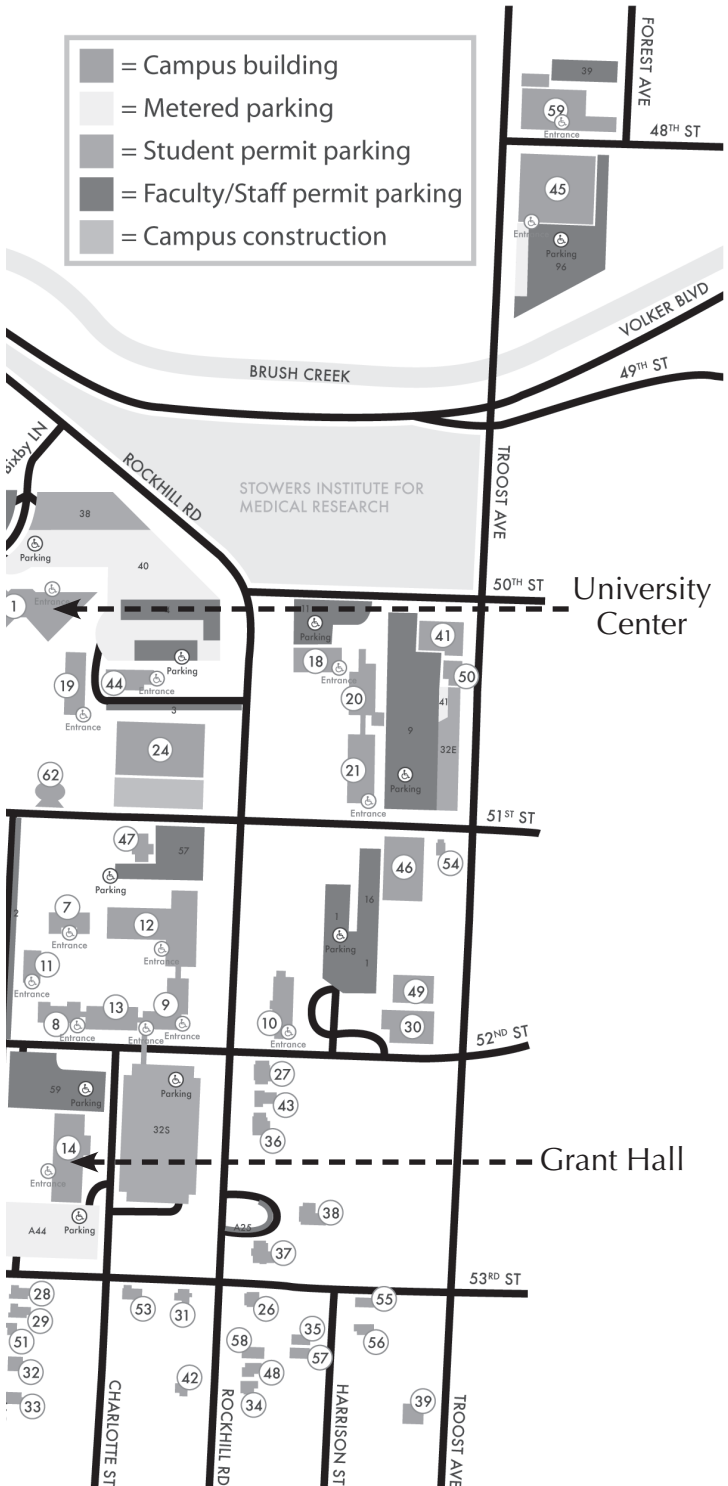 = Campus building
= Metered parking
= Student permit parking
= Faculty/Staff permit parking
= Campus construction
FOREST AVE
39
59
Entrance
48TH ST
45
Parking
96
VOLKER BLVD
BRUSH CREEK
49TH ST
Bixby LN
ROCKHILL RD
TROOST AVE
STOWERS INSTITUTE FOR
MEDICAL RESEARCH
38
Parking
40
50TH ST
University
Center
1
Entrance
11
Parking
41
18
Entrance
50
Parking
19
44
Entrance
20
41
3
Entrance
9
32E
24
21
62
Parking
Entrance
51ST ST
47
57
46
54
Parking
16
7
12
1
2
Entrance
Parking
11
Entrance
1
Entrance
49
13
9
8
10
30
Entrance
Entrance
Entrance
Entrance
52ND ST
27
59
Parking
Parking
43
32S
36
14
Grant Hall
Entrance
38
A44
Parking
A25
37
53RD ST
28
53
31
26
55
29
35
51
58
57
56
32
48
42
33
34
39
CHARLOTTE ST
ROCKHILL RD
HARRISON ST
TROOST AVE